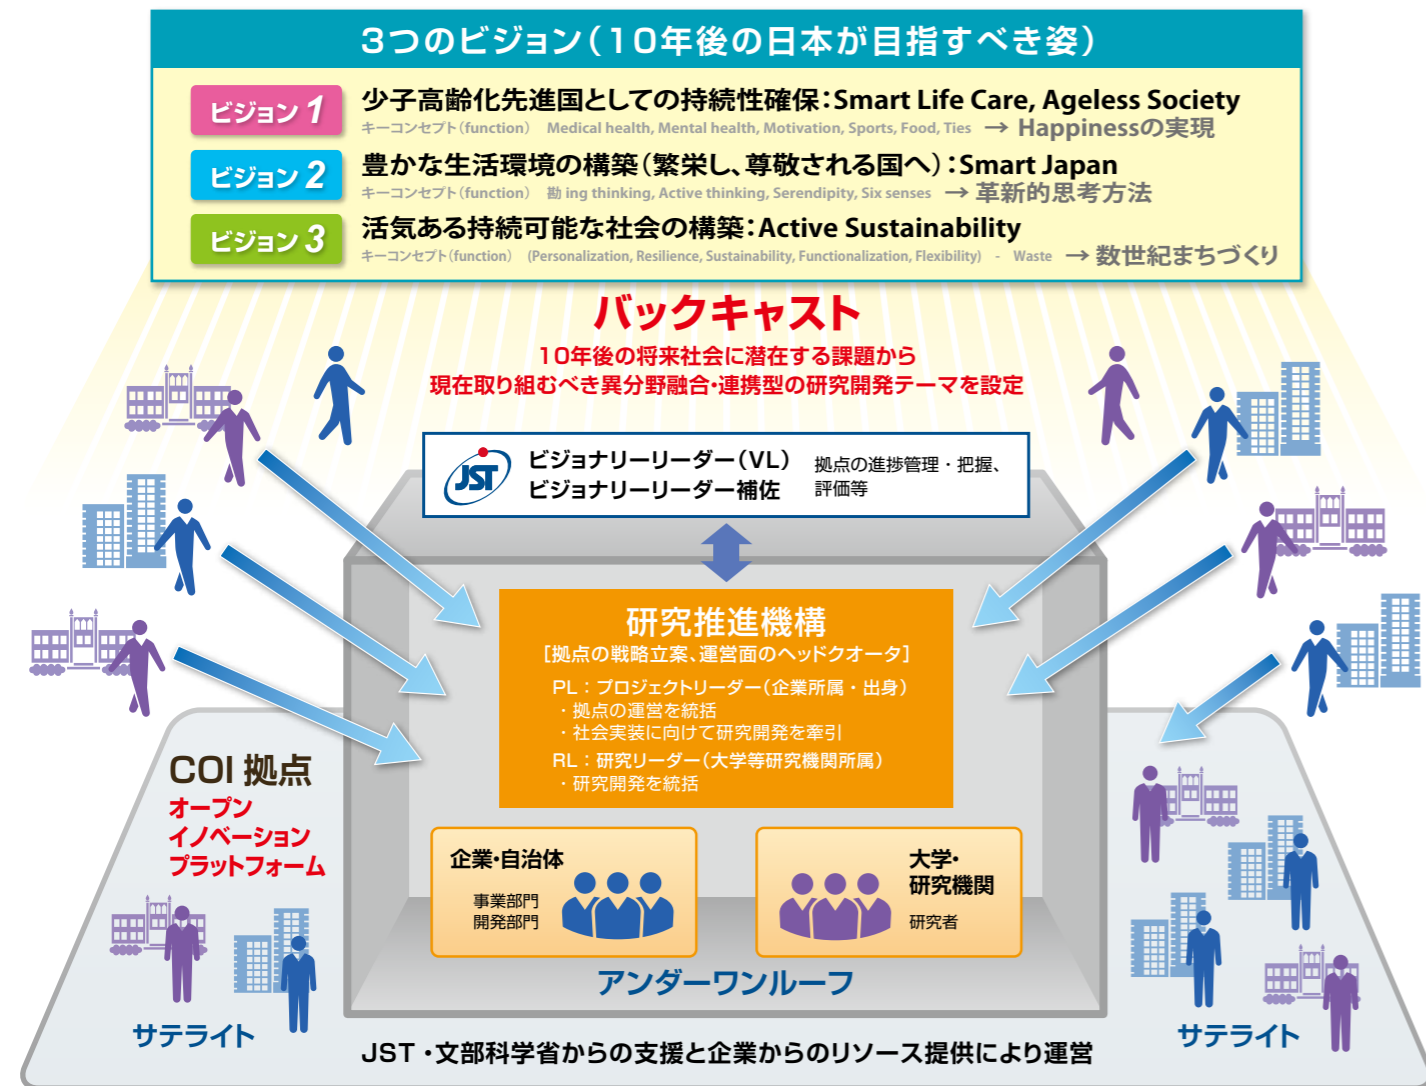 3つのビジョン(10年後の日本が目指すべき姿)
ビジョン 1
少子高齢化先進国としての持続性確保:Smart Life Care, Ageless Society
キーコンセプト(function) Medical health, Mental health, Motivation, Sports, Food, Ties → Happinessの実現
ビジョン 2
豊かな生活環境の構築(繁栄し、尊敬される国へ):Smart Japan
キーコンセプト(function) 勘 ing thinking, Active thinking, Serendipity, Six senses → 革新的思考方法
ビジョン 3
活気ある持続可能な社会の構築:Active Sustainability
キーコンセプト(function) (Personalization, Resilience, Sustainability, Functionalization, Flexibility) - Waste → 数世紀まちづくり
バックキャスト
10年後の将来社会に潜在する課題から
現在取り組むべき異分野融合・連携型の研究開発テーマを設定
JST
ビジョナリーリーダー(VL)
ビジョナリーリーダー補佐
拠点の進捗管理・把握、
評価等
研究推進機構
[拠点の戦略立案、運営面のヘッドクオータ]
PL:プロジェクトリーダー(企業所属・出身)
・拠点の運営を統括
・社会実装に向けて研究開発を牽引
RL:研究リーダー(大学等研究機関所属)
・研究開発を統括
COI 拠点
オープン
イノベーション
プラットフォーム
企業・自治体
事業部門
開発部門
大学・
研究機関
研究者
アンダーワンルーフ
サテライト
サテライト
JST・文部科学省からの支援と企業からのリソース提供により運営